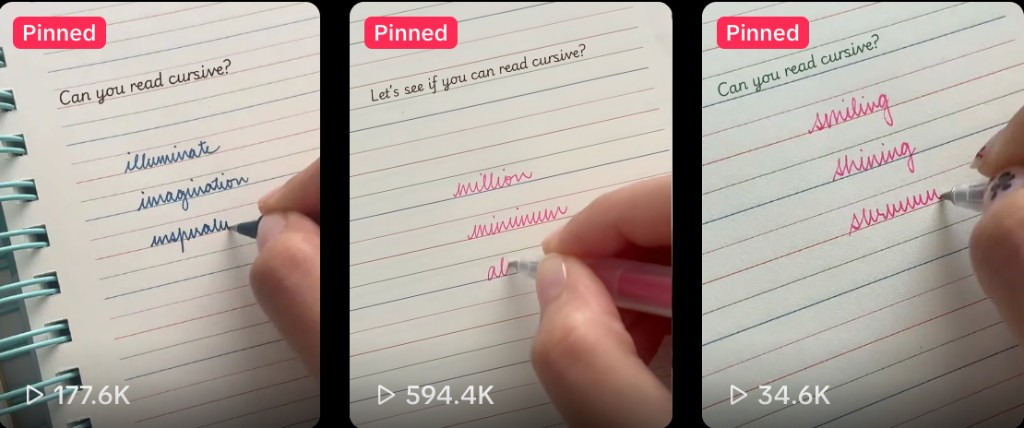 Pinned
Can you read cursive?
illuminate
imagination
177.6K
Pinned
Let's see if you can read cursive?
million
minimum
594.4K
Pinned
Can you read cursive?
smiling
shining
34.6K